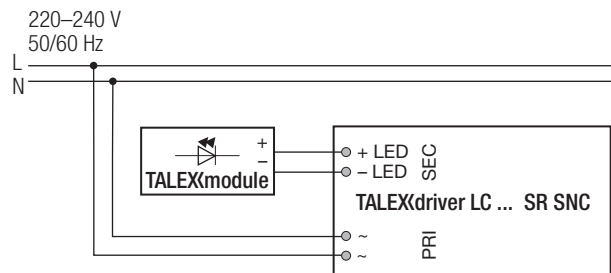 220–240 V
50/60 Hz
L
N
+
–
TALEXXmodule
+ LED
– LED
SEC
TALEXXdriver LC ... SR SNC
~
~
PRI